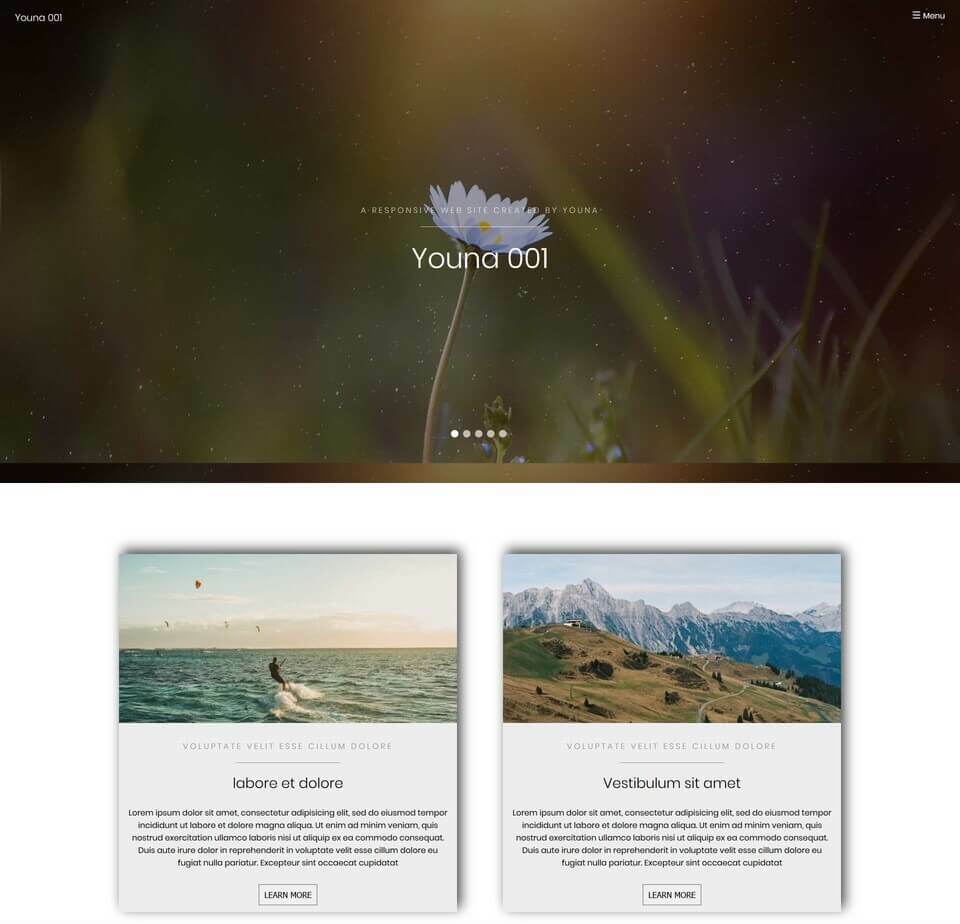 Youna 001
☰ Menu
A RESPONSIVE WEB SITE CREATED BY YOUNA
Youna 001
VOLUPTATE VELIT ESSE CILLUM DOLORE
labore et dolore
Lorem ipsum dolor sit amet, consectetur adipisicing elit, sed do eiusmod tempor
incididunt ut labore et dolore magna aliqua. Ut enim ad minim veniam, quis
nostrud exercitation ullamco laboris nisi ut aliquip ex ea commodo consequat.
Duis aute irure dolor in reprehenderit in voluptate velit esse cillum dolore eu
fugiat nulla pariatur. Excepteur sint occaecat cupidatat
LEARN MORE
VOLUPTATE VELIT ESSE CILLUM DOLORE
Vestibulum sit amet
Lorem ipsum dolor sit amet, consectetur adipisicing elit, sed do eiusmod tempor
incididunt ut labore et dolore magna aliqua. Ut enim ad minim veniam, quis
nostrud exercitation ullamco laboris nisi ut aliquip ex ea commodo consequat.
Duis aute irure dolor in reprehenderit in voluptate velit esse cillum dolore eu
fugiat nulla pariatur. Excepteur sint occaecat cupidatat
LEARN MORE